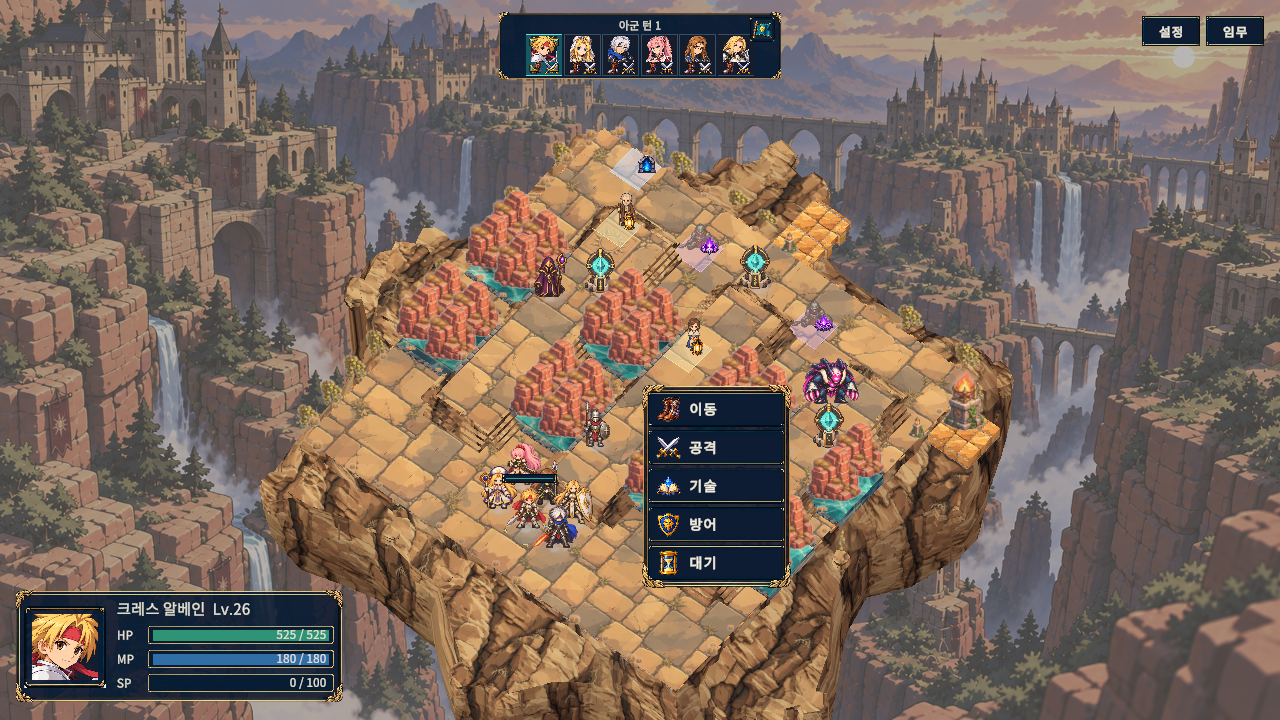 아군 턴 1
설정
임무
이동
공격
기술
방어
대기
크레스 알베인 Lv.26
HP 525 / 525
MP 180 / 180
SP 0 / 100